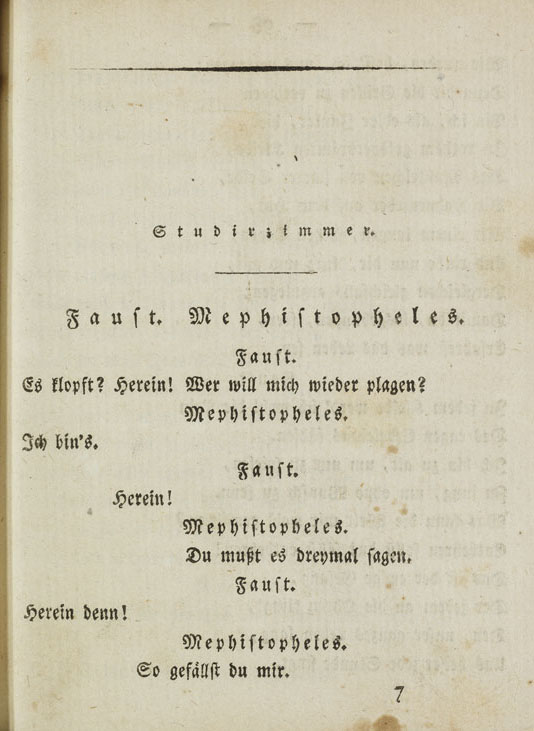 Studirzimmer.
Faust. Mephistopheles.
Faust.
Es klopft? Herein! Wer will mich wieder plagen?
Mephistopheles.
Ich bin's.
Faust.
Herein!
Mephistopheles.
Du mußt es dreymal sagen.
Faust.
Herein denn!
Mephistopheles.
So gefällst du mir.
7